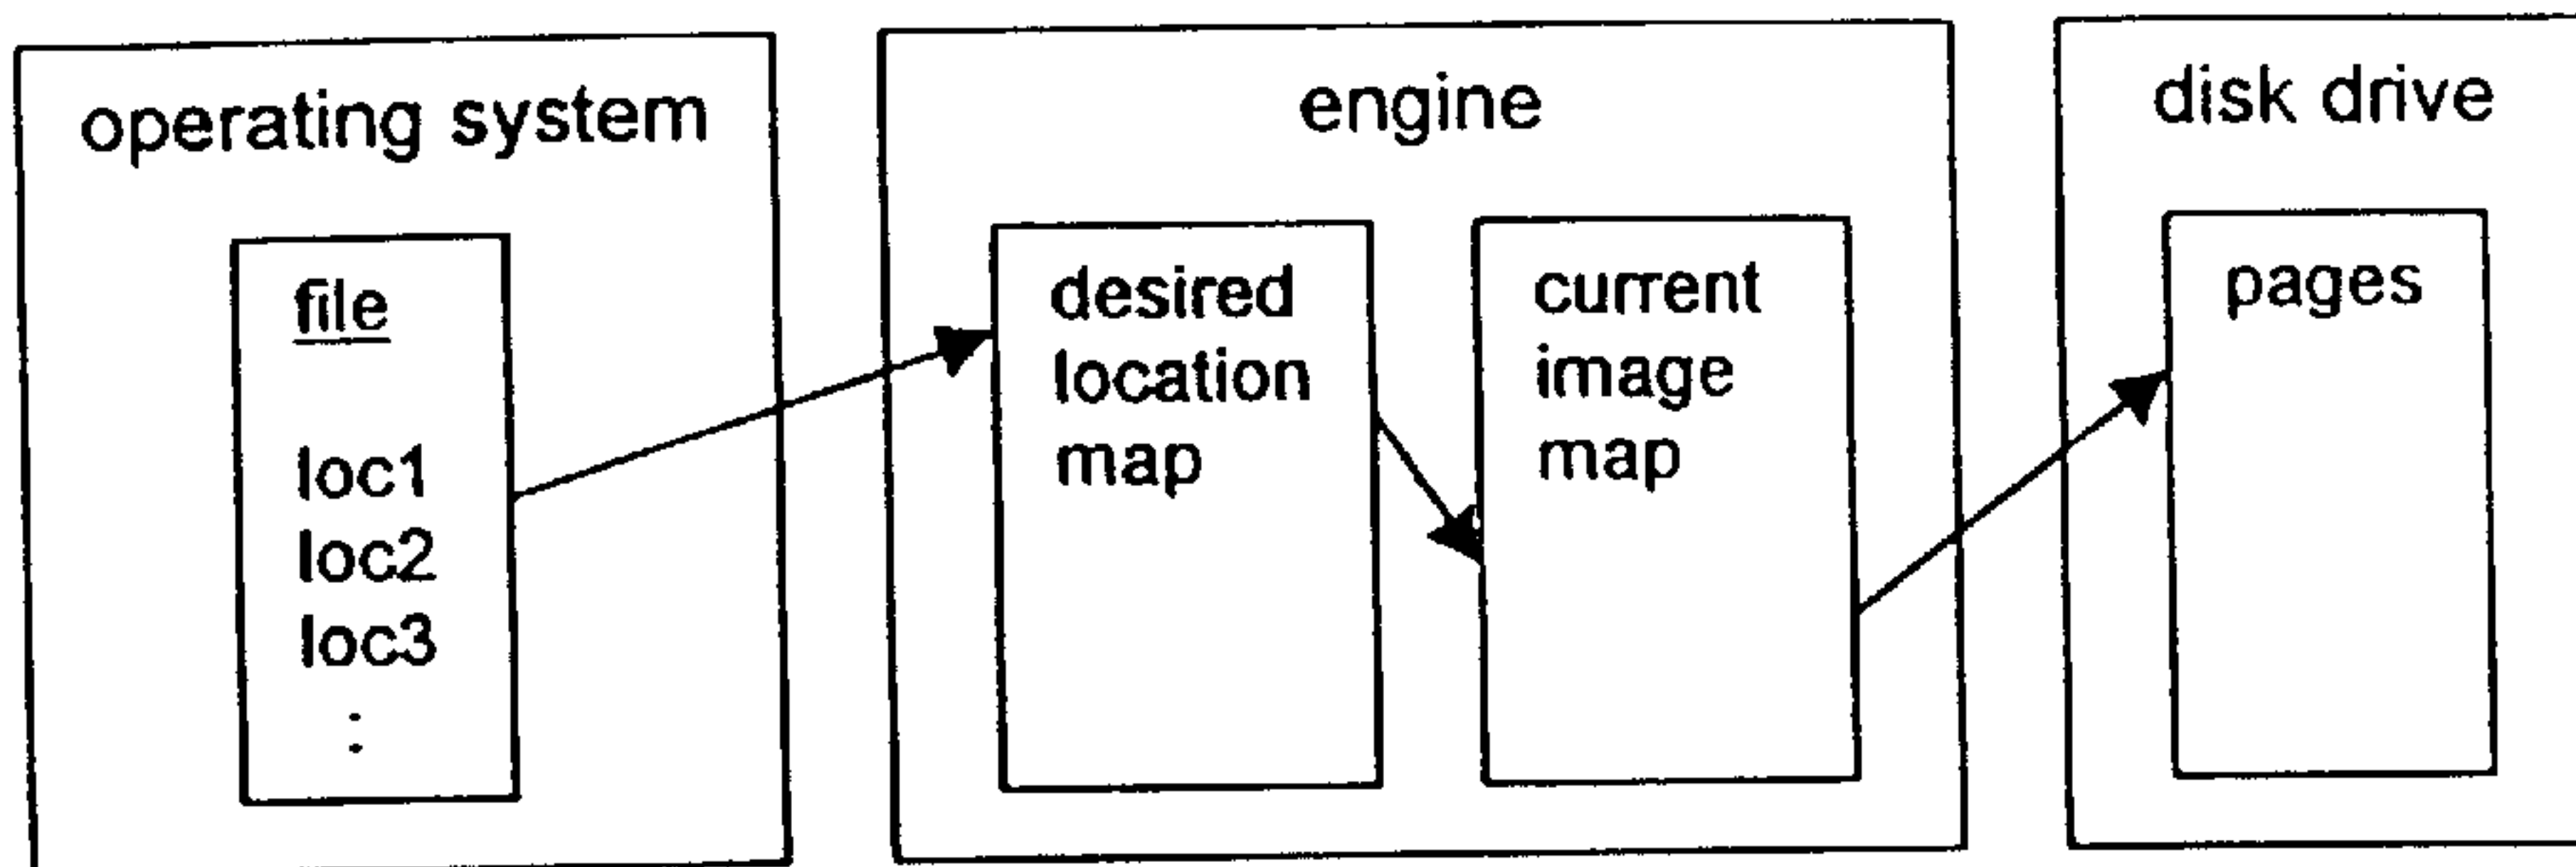 operating system
file
loc1
loc2
loc3
:
engine
desired
location
map
current
image
map
disk drive
pages